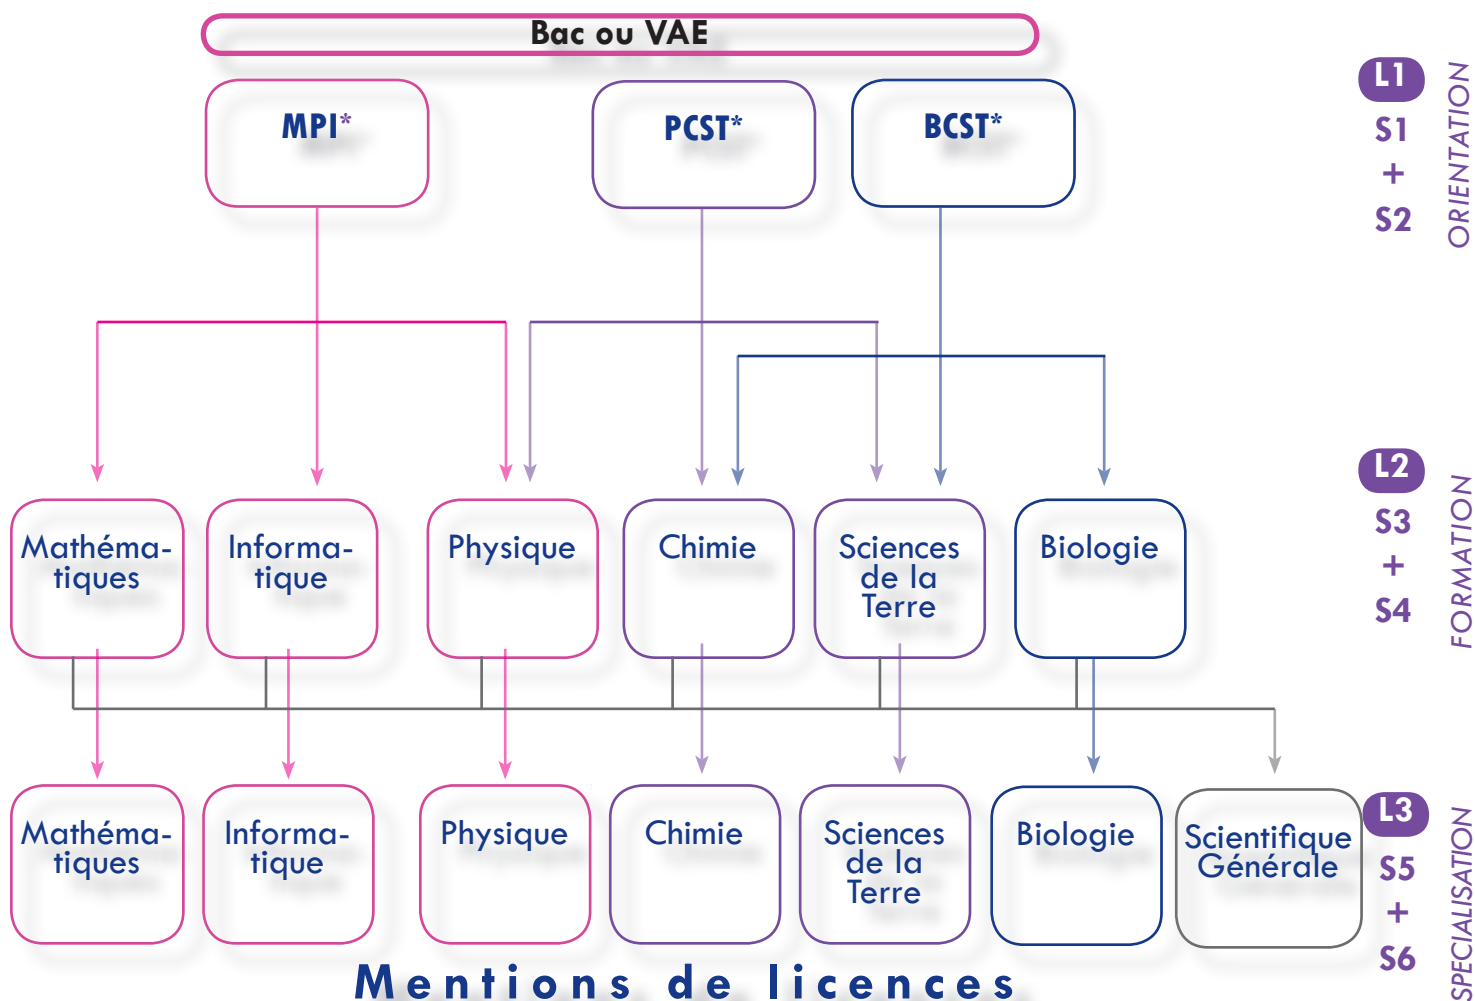 Bac ou VAE
MPI*
PCST*
BCST*
L1
S1
+
S2
ORIENTATION
Mathéma-
tiques
Informa-
tique
Physique
Chimie
Sciences
de la
Terre
Biologie
L2
S3
+
S4
FORMATION
Mathéma-
tiques
Informa-
tique
Physique
Chimie
Sciences
de la
Terre
Biologie
Scientifique
Générale
L3
S5
+
S6
SPECIALISATION
Mentions de licences